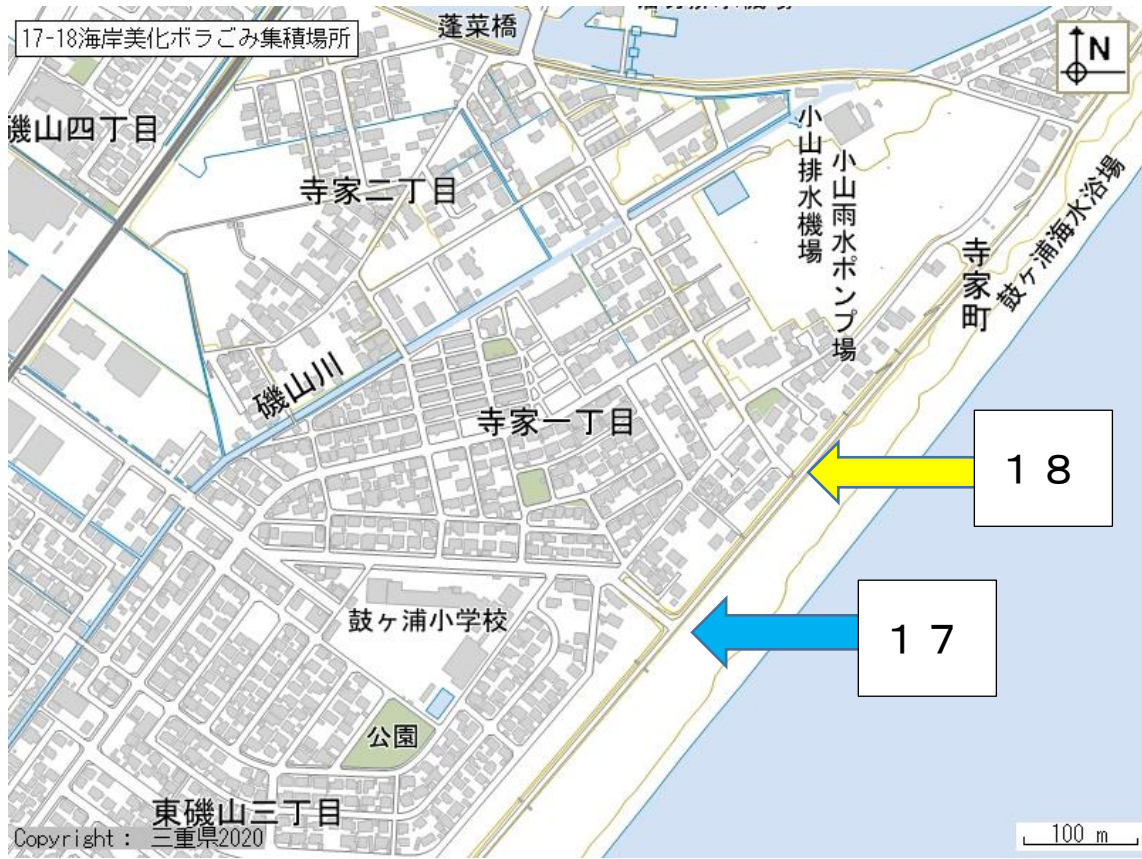 17-18海岸美化ボラごみ集積場所
蓬菜橋
N
磯山四丁目
寺家二丁目
小山排水機場
小山雨水ポンプ場
鼓ヶ浦海水浴場
寺家町
磯山川
寺家一丁目
18
17
鼓ヶ浦小学校
公園
東磯山三丁目
Copyright : 三重県2020
100 m